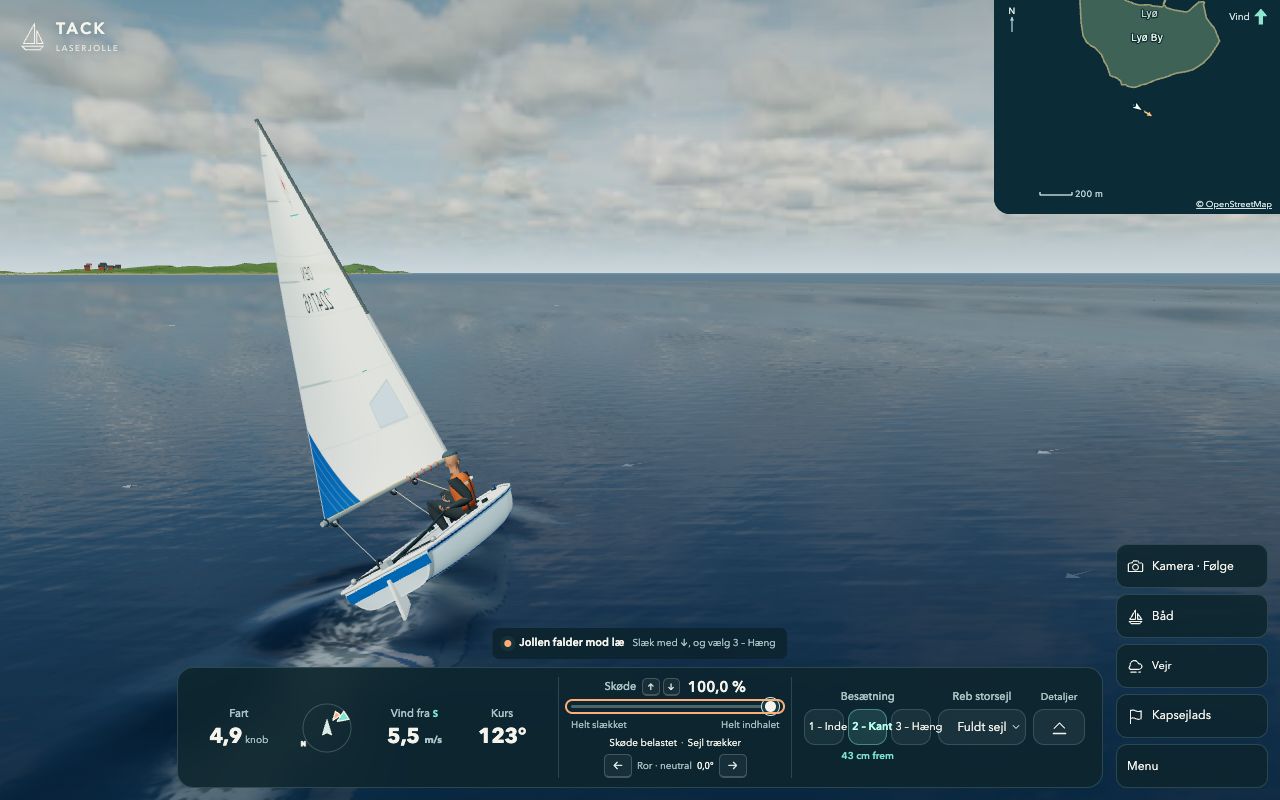 TACK
LASERJOLLE
N
Lyø
Lyø By
Vind
200 m
© OpenStreetMap
DEN
224716
Kamera · Følge
Båd
Vejr
Kapsejlads
Menu
Jollen falder mod læ Slæk med ↓, og vælg 3 – Hæng
Fart
4,9 knob
N
Vind fra S
5,5 m/s
Kurs
123°
Skøde ↑ ↓ 100,0 %
Helt slækket Helt indhalet
Skøde belastet · Sejl trækker
← Ror · neutral 0,0° →
Besætning
1 – Inde 2 – Kant 3 – Hæng
43 cm frem
Reb storsejl
Fuldt sejl
Detaljer